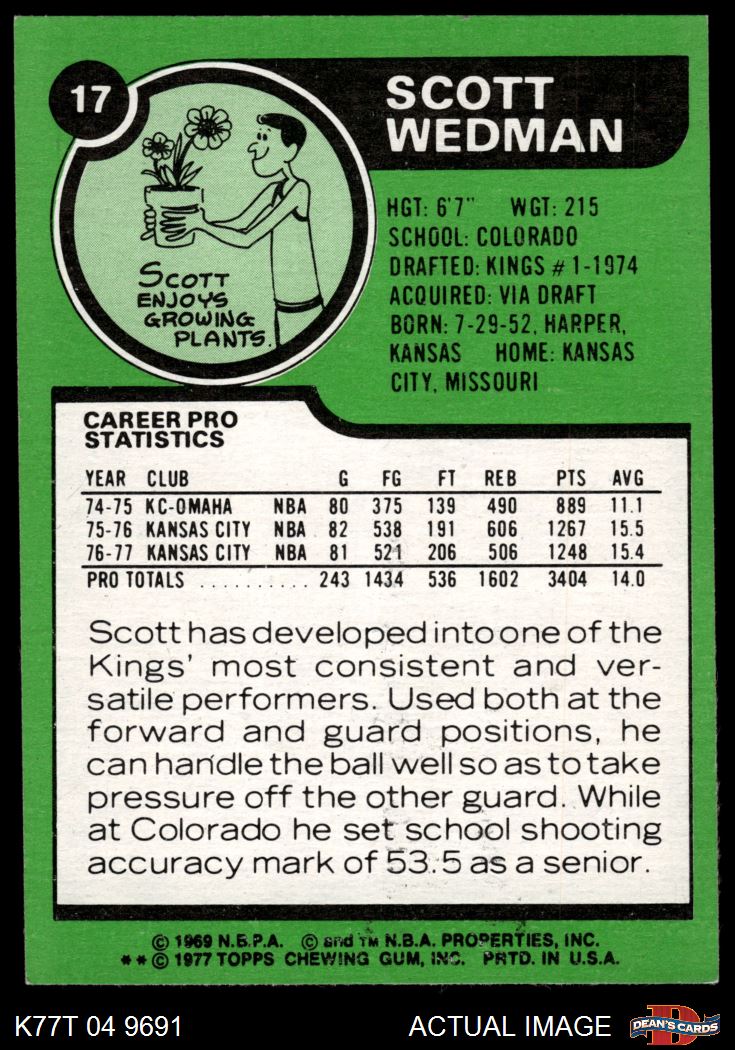 17
SCOTT
WEDMAN
SCOTT
ENJOYS
GROWING
PLANTS.
HGT: 6'7" WGT: 215
SCHOOL: COLORADO
DRAFTED: KINGS #1-1974
ACQUIRED: VIA DRAFT
BORN: 7-29-52, HARPER,
KANSAS HOME: KANSAS
CITY, MISSOURI
CAREER PRO
STATISTICS
YEAR CLUB G FG FT REB PTS AVG
74-75 KC-OMAHA NBA 80 375 139 490 889 11.1
75-76 KANSAS CITY NBA 82 538 191 606 1267 15.5
76-77 KANSAS CITY NBA 81 521 206 506 1248 15.4
PRO TOTALS .......... 243 1434 536 1602 3404 14.0
Scott has developed into one of the
Kings' most consistent and ver-
satile performers. Used both at the
forward and guard positions, he
can handle the ball well so as to take
pressure off the other guard. While
at Colorado he set school shooting
accuracy mark of 53.5 as a senior.
© 1969 N.B.P.A. © and TM N.B.A. PROPERTIES, INC.
** © 1977 TOPPS CHEWING GUM, INC. PRTD. IN U.S.A.
K77T 04 9691 ACTUAL IMAGE DEAN'S CARDS